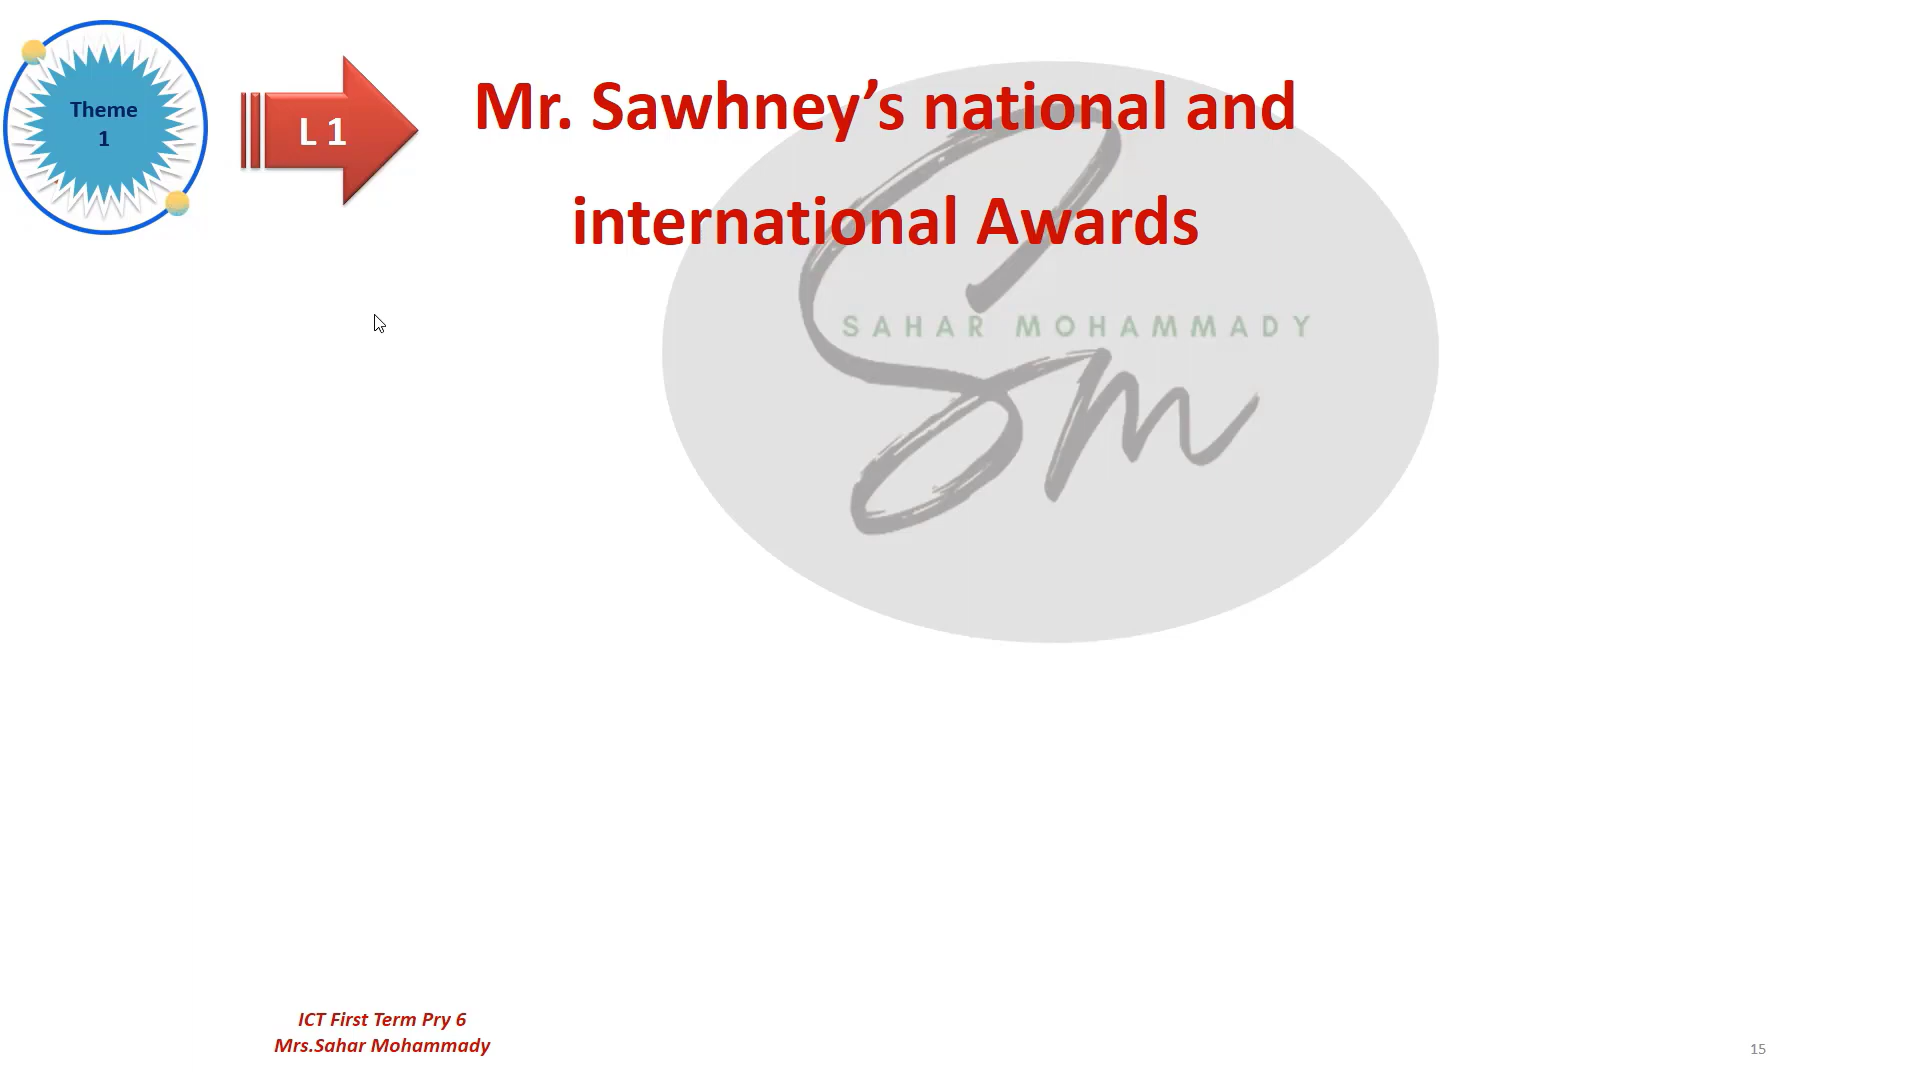 Theme
1
L 1
Mr. Sawhney’s national and
international Awards
SAHAR MOHAMMADY
Sm
ICT First Term Pry 6
Mrs.Sahar Mohammady
15